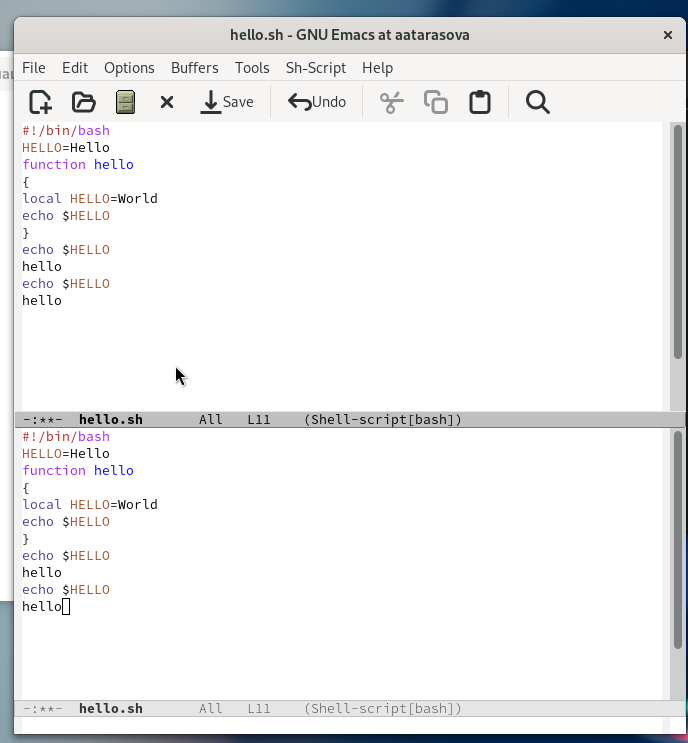 hello.sh - GNU Emacs at aatarasova
File Edit Options Buffers Tools Sh-Script Help
Save Undo
#!/bin/bash
HELLO=Hello
function hello
{
local HELLO=World
echo $HELLO
}
echo $HELLO
hello
echo $HELLO
hello
-:**- hello.sh All L11 (Shell-script[bash])
#!/bin/bash
HELLO=Hello
function hello
{
local HELLO=World
echo $HELLO
}
echo $HELLO
hello
echo $HELLO
hello
-:**- hello.sh All L11 (Shell-script[bash])